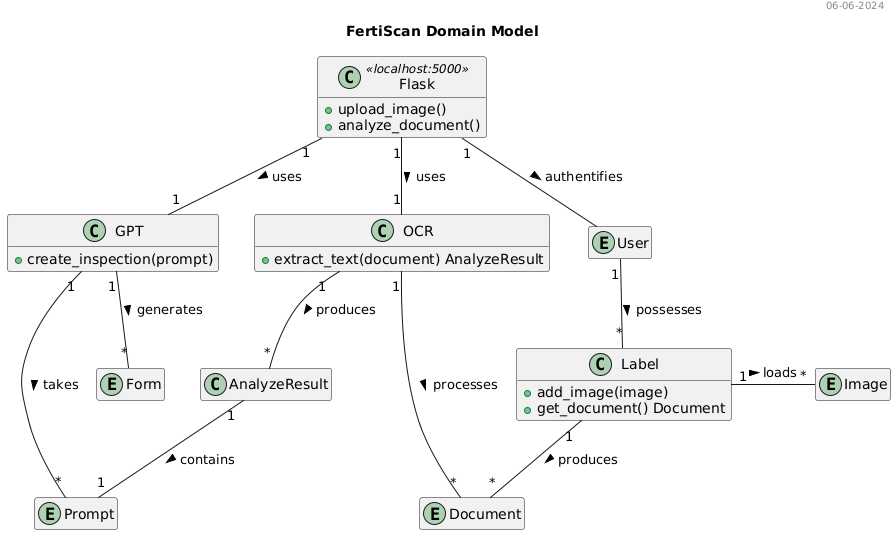 06-06-2024
FertiScan Domain Model
C «localhost:5000»
Flask
upload_image()
analyze_document()
1 1 1
uses uses authentifies
1 1
C GPT
create_inspection(prompt)
C OCR
extract_text(document) AnalyzeResult
E User
1 1 1 1 1
generates produces possesses
* * *
takes
E Form
C AnalyzeResult
processes
C Label
add_image(image)
get_document() Document
1 loads *
E Image
1 1
contains produces
* 1 * *
E Prompt
E Document